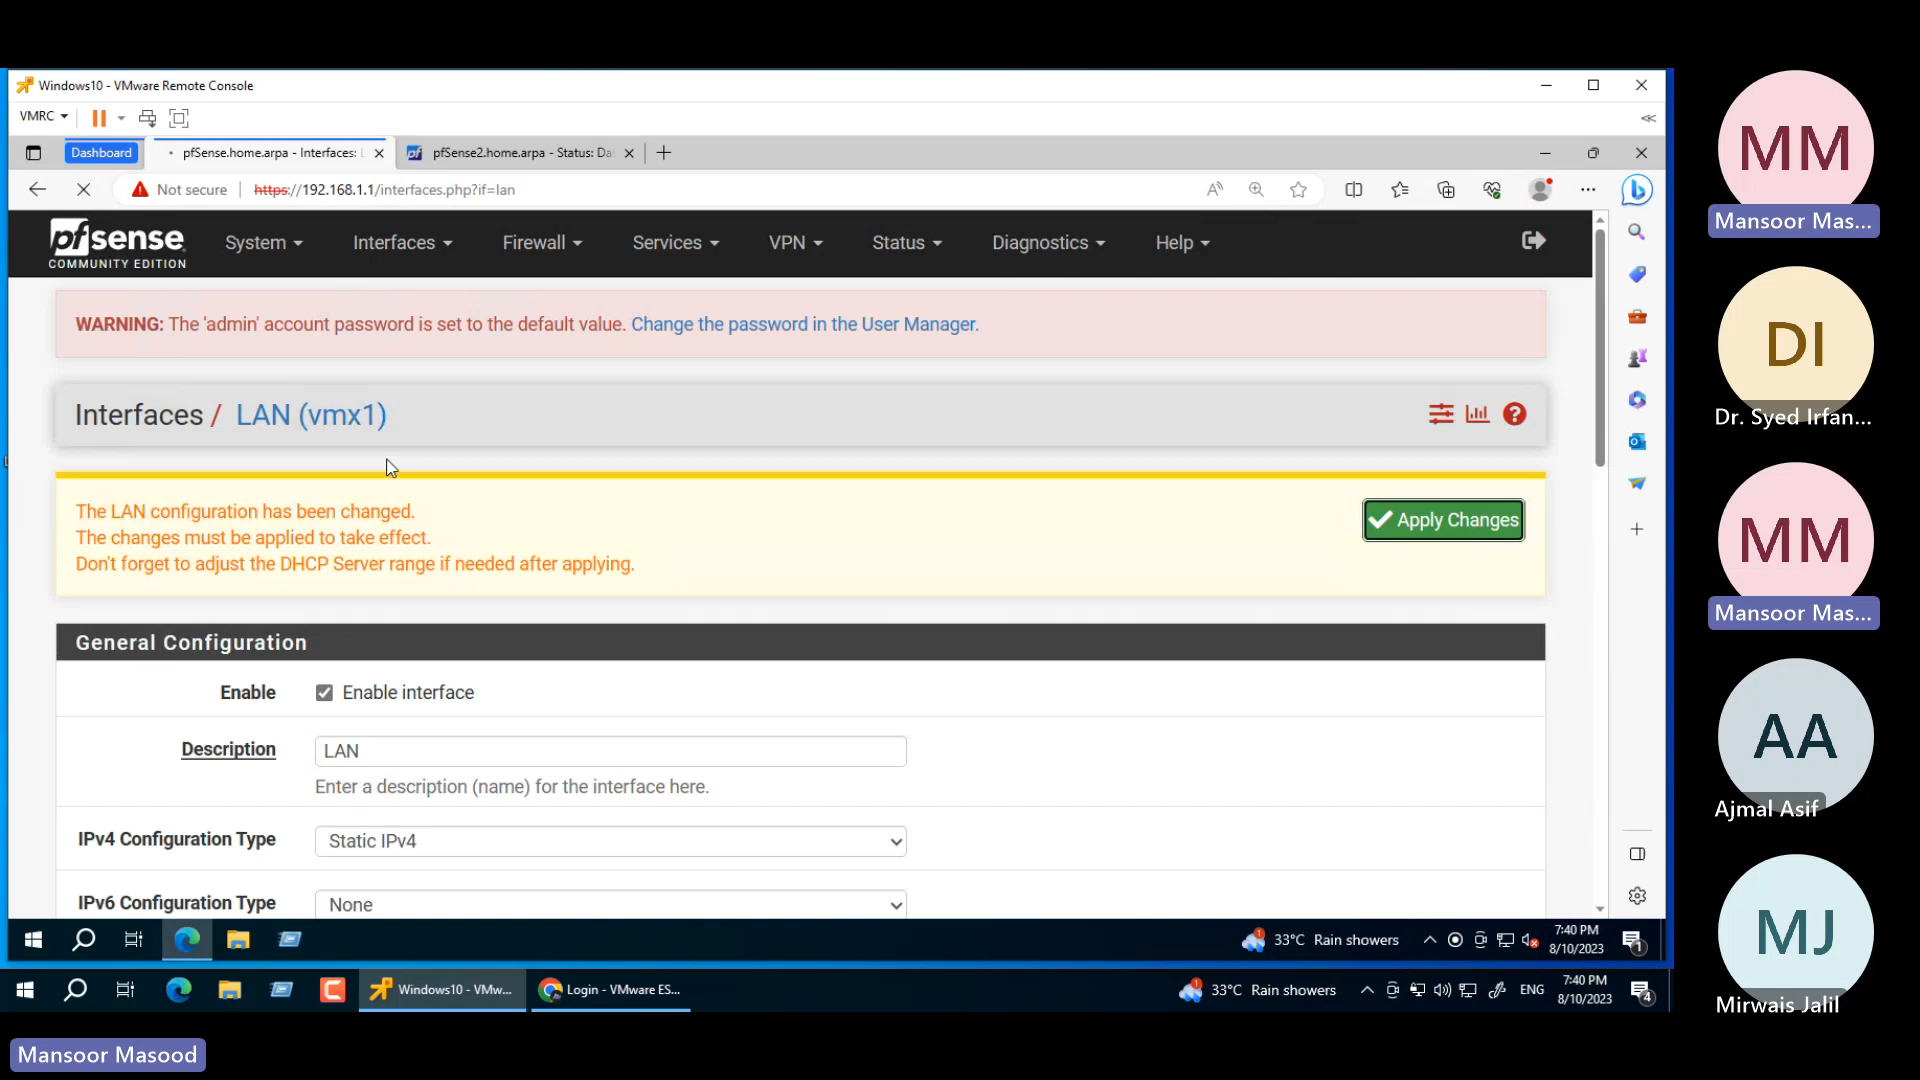 Windows10 - VMware Remote Console
VMRC
Dashboard
pfSense.home.arpa - Interfaces: L
pfSense2.home.arpa - Status: Da
Not secure
https://192.168.1.1/interfaces.php?if=lan
pfsense
COMMUNITY EDITION
System
Interfaces
Firewall
Services
VPN
Status
Diagnostics
Help
WARNING: The 'admin' account password is set to the default value. Change the password in the User Manager.
Interfaces / LAN (vmx1)
The LAN configuration has been changed.
The changes must be applied to take effect.
Don't forget to adjust the DHCP Server range if needed after applying.
Apply Changes
General Configuration
Enable
Enable interface
Description
LAN
Enter a description (name) for the interface here.
IPv4 Configuration Type
Static IPv4
IPv6 Configuration Type
None
33°C Rain showers
7:40 PM
8/10/2023
1
Windows10 - VMw...
Login - VMware ES...
33°C Rain showers
ENG
7:40 PM
8/10/2023
4
Mansoor Masood
MM
Mansoor Mas...
DI
Dr. Syed Irfan...
MM
Mansoor Mas...
AA
Ajmal Asif
MJ
Mirwais Jalil